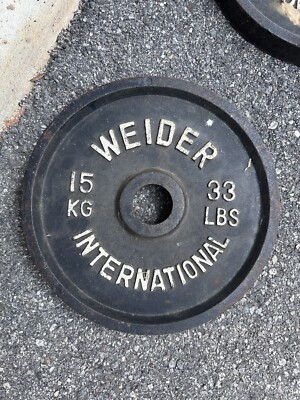 WEIDER
15 33
KG LBS
INTERNATIONAL